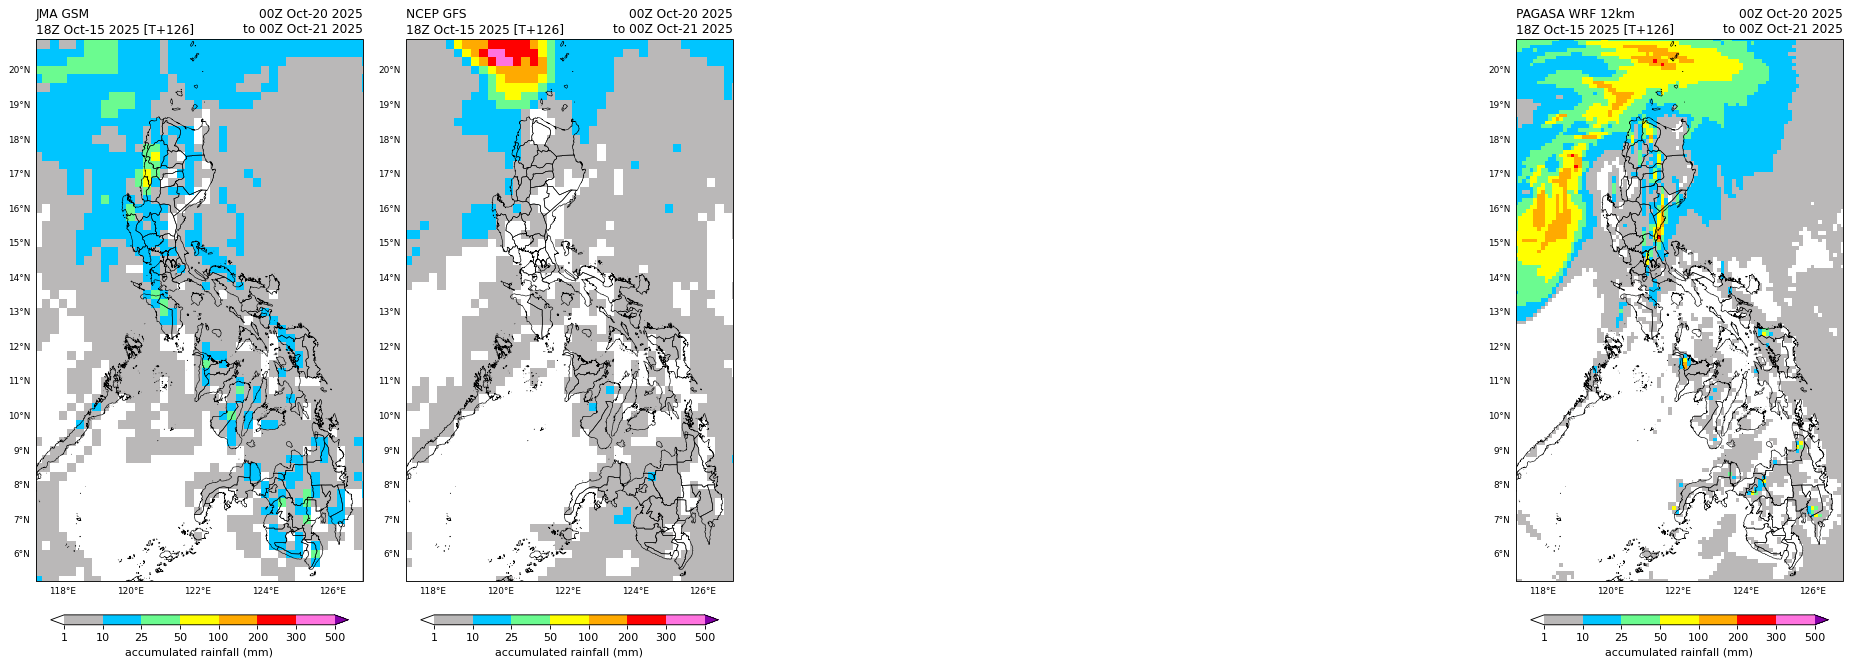 JMA GSM 00Z Oct-20 2025
18Z Oct-15 2025 [T+126] to 00Z Oct-21 2025
20°N
19°N
18°N
17°N
16°N
15°N
14°N
13°N
12°N
11°N
10°N
9°N
8°N
7°N
6°N
118°E 120°E 122°E 124°E 126°E
1 10 25 50 100 200 300 500
accumulated rainfall (mm)
NCEP GFS 00Z Oct-20 2025
18Z Oct-15 2025 [T+126] to 00Z Oct-21 2025
20°N
19°N
18°N
17°N
16°N
15°N
14°N
13°N
12°N
11°N
10°N
9°N
8°N
7°N
6°N
118°E 120°E 122°E 124°E 126°E
1 10 25 50 100 200 300 500
accumulated rainfall (mm)
PAGASA WRF 12km 00Z Oct-20 2025
18Z Oct-15 2025 [T+126] to 00Z Oct-21 2025
20°N
19°N
18°N
17°N
16°N
15°N
14°N
13°N
12°N
11°N
10°N
9°N
8°N
7°N
6°N
118°E 120°E 122°E 124°E 126°E
1 10 25 50 100 200 300 500
accumulated rainfall (mm)